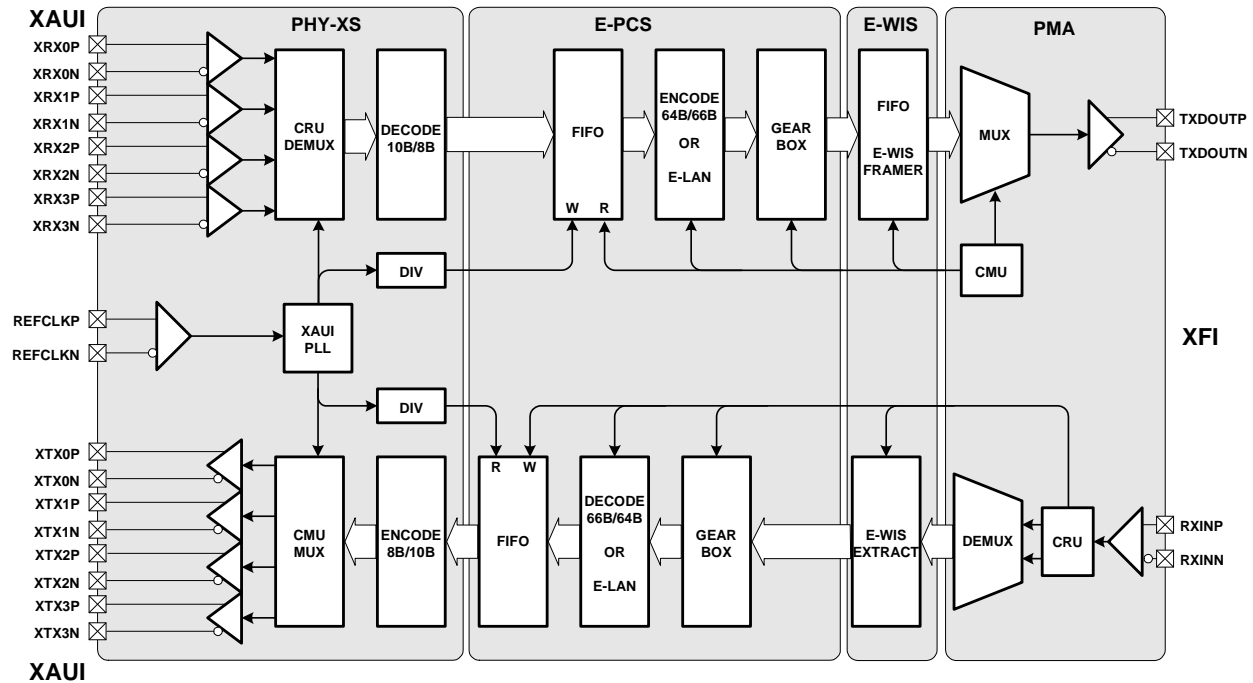 XAUI
PHY-XS
E-PCS
E-WIS
PMA
XRX0P
XRX0N
XRX1P
XRX1N
XRX2P
XRX2N
XRX3P
XRX3N
CRU
DEMUX
DECODE
10B/8B
FIFO
W R
ENCODE
64B/66B
OR
E-LAN
GEAR
BOX
FIFO
E-WIS
FRAMER
MUX
TXDOUTP
TXDOUTN
DIV
CMU
REFCLKP
REFCLKN
XAUI
PLL
XFI
DIV
XTX0P
XTX0N
XTX1P
XTX1N
XTX2P
XTX2N
XTX3P
XTX3N
CMU
MUX
ENCODE
8B/10B
R W
FIFO
DECODE
66B/64B
OR
E-LAN
GEAR
BOX
E-WIS
EXTRACT
DEMUX
CRU
RXINP
RXINN
XAUI